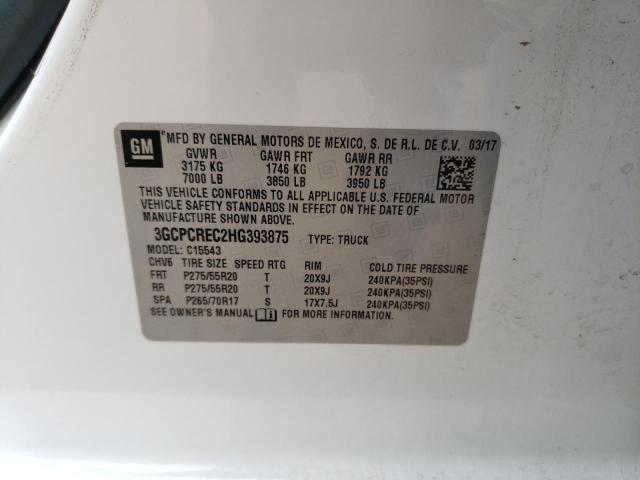 GM ® MFD BY GENERAL MOTORS DE MEXICO, S. DE R.L. DE C.V. 03/17
GVWR GAWR FRT GAWR RR
3175 KG 1746 KG 1792 KG
7000 LB 3850 LB 3950 LB
THIS VEHICLE CONFORMS TO ALL APPLICABLE U.S. FEDERAL MOTOR
VEHICLE SAFETY STANDARDS IN EFFECT ON THE DATE OF
MANUFACTURE SHOWN ABOVE.
3GCPCREC2HG393875 TYPE: TRUCK
MODEL: C15543
CHV6 TIRE SIZE SPEED RTG RIM COLD TIRE PRESSURE
FRT P275/55R20 T 20X9J 240KPA(35PSI)
RR P275/55R20 T 20X9J 240KPA(35PSI)
SPA P265/70R17 S 17X7.5J 240KPA(35PSI)
SEE OWNER'S MANUAL FOR MORE INFORMATION.